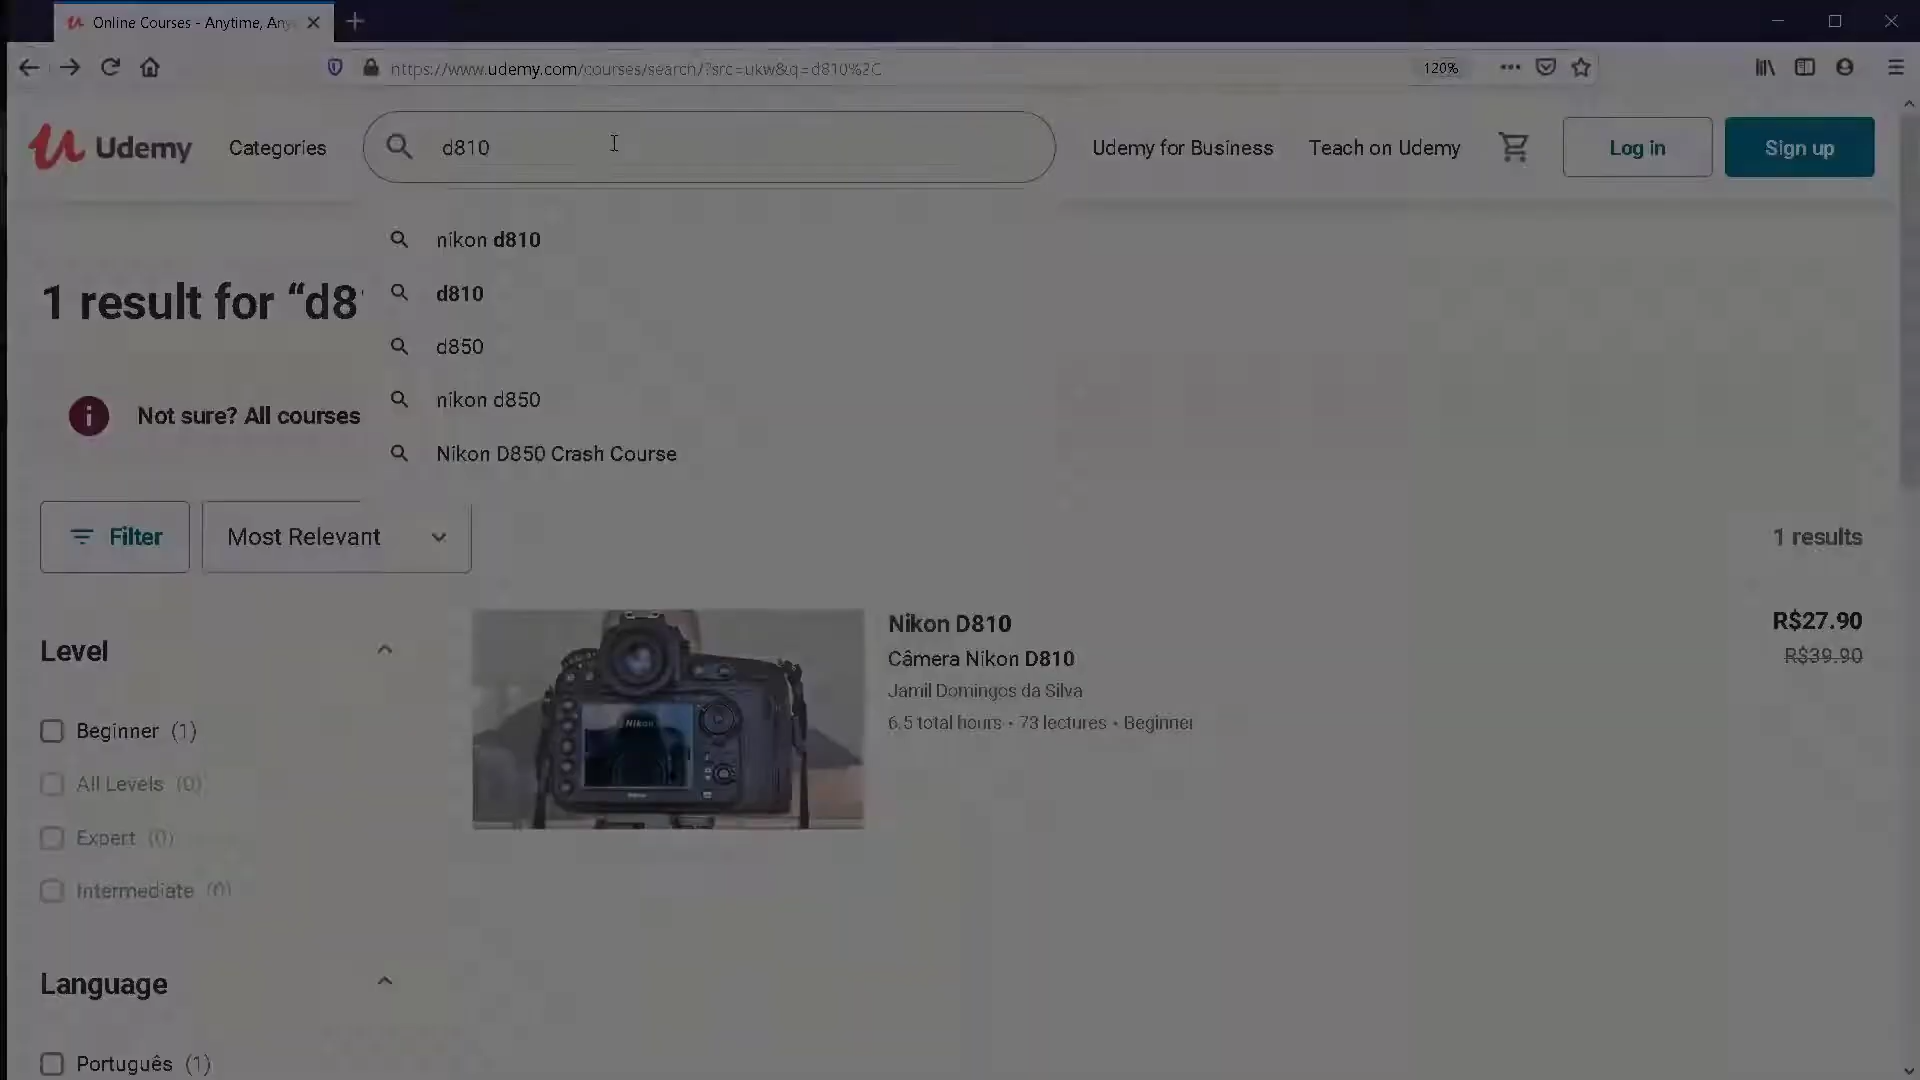 Online Courses - Anytime, Any
https://www.udemy.com/courses/search/?src=ukw&q=d810%2C
120%
Udemy
Categories
d810
Udemy for Business
Teach on Udemy
Log in
Sign up
nikon d810
d810
d850
nikon d850
Nikon D850 Crash Course
1 result for “d8
Not sure? All courses
Filter
Most Relevant
1 results
Level
Beginner (1)
All Levels (0)
Expert (0)
Intermediate (0)
Language
Português (1)
Nikon
Nikon D810
Câmera Nikon D810
Jamil Domingos da Silva
6.5 total hours • 73 lectures • Beginner
R$27.90
R$39.90